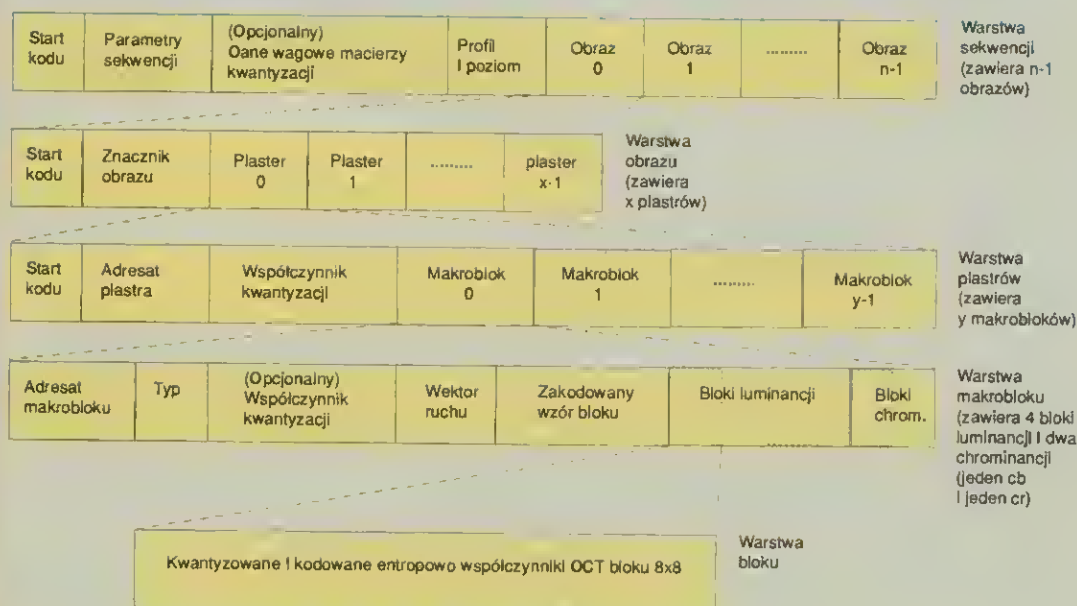 Start
kodu
Parametry
sekwencji
(Opcjonalny)
Dane wagowe macierzy
kwantyzacji
Profil
I poziom
Obraz
0
Obraz
1
.........
Obraz
n-1
Warstwa
sekwencji
(zawiera n-1
obrazów)
Start
kodu
Znacznik
obrazu
Plaster
0
Plaster
1
.........
plaster
x-1
Warstwa
obrazu
(zawiera
x plastrów)
Start
kodu
Adresat
plastra
Współczynnik
kwantyzacji
Makroblok
0
Makroblok
1
.........
Makroblok
y-1
Warstwa
plastrów
(zawiera
y makrobloków)
Adresat
makrobloku
Typ
(Opcjonalny)
Współczynnik
kwantyzacji
Wektor
ruchu
Zakodowany
wzór bloku
Bloki luminancji
.........
Bloki
chrom.
Warstwa
makrobloku
(zawiera 4 bloki
luminancji I dwa
chrominancji
(jeden cb
I jeden cr)
Kwantyzowane I kodowane entropowo współczynniki OCT bloku 8x8
Warstwa
bloku